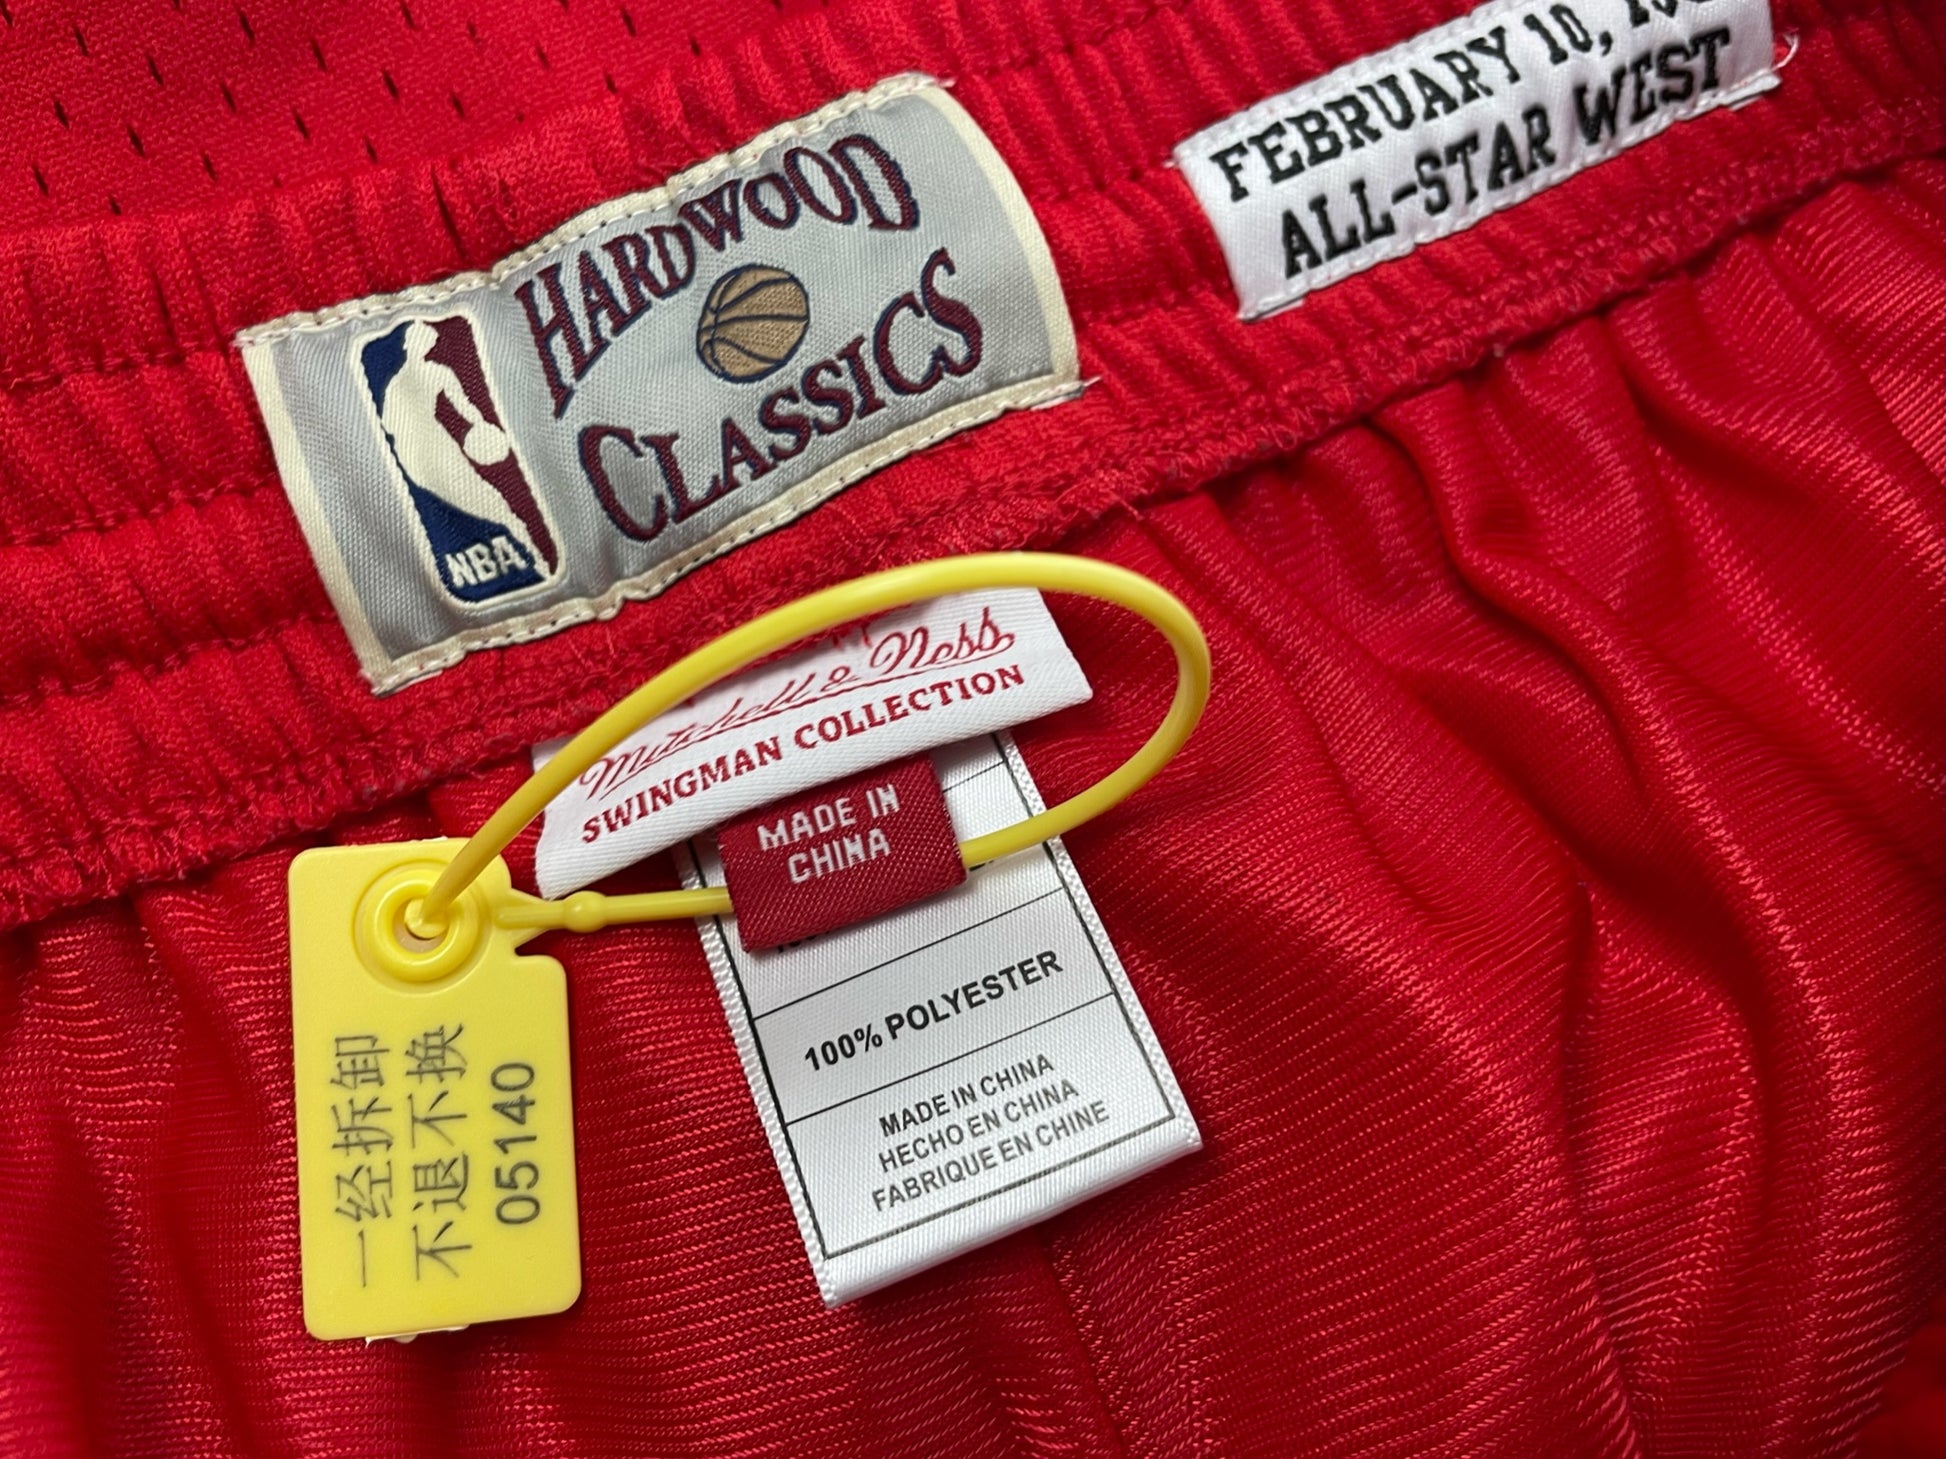 FEBRUARY 10,
ALL-STAR WEST
HARDWOOD
CLASSICS
NBA
Mitchell & Ness
SWINGMAN COLLECTION
MADE IN
CHINA
100% POLYESTER
MADE IN CHINA
HECHO EN CHINA
FABRIQUE EN CHINE
一经拆卸
不退不换
05140